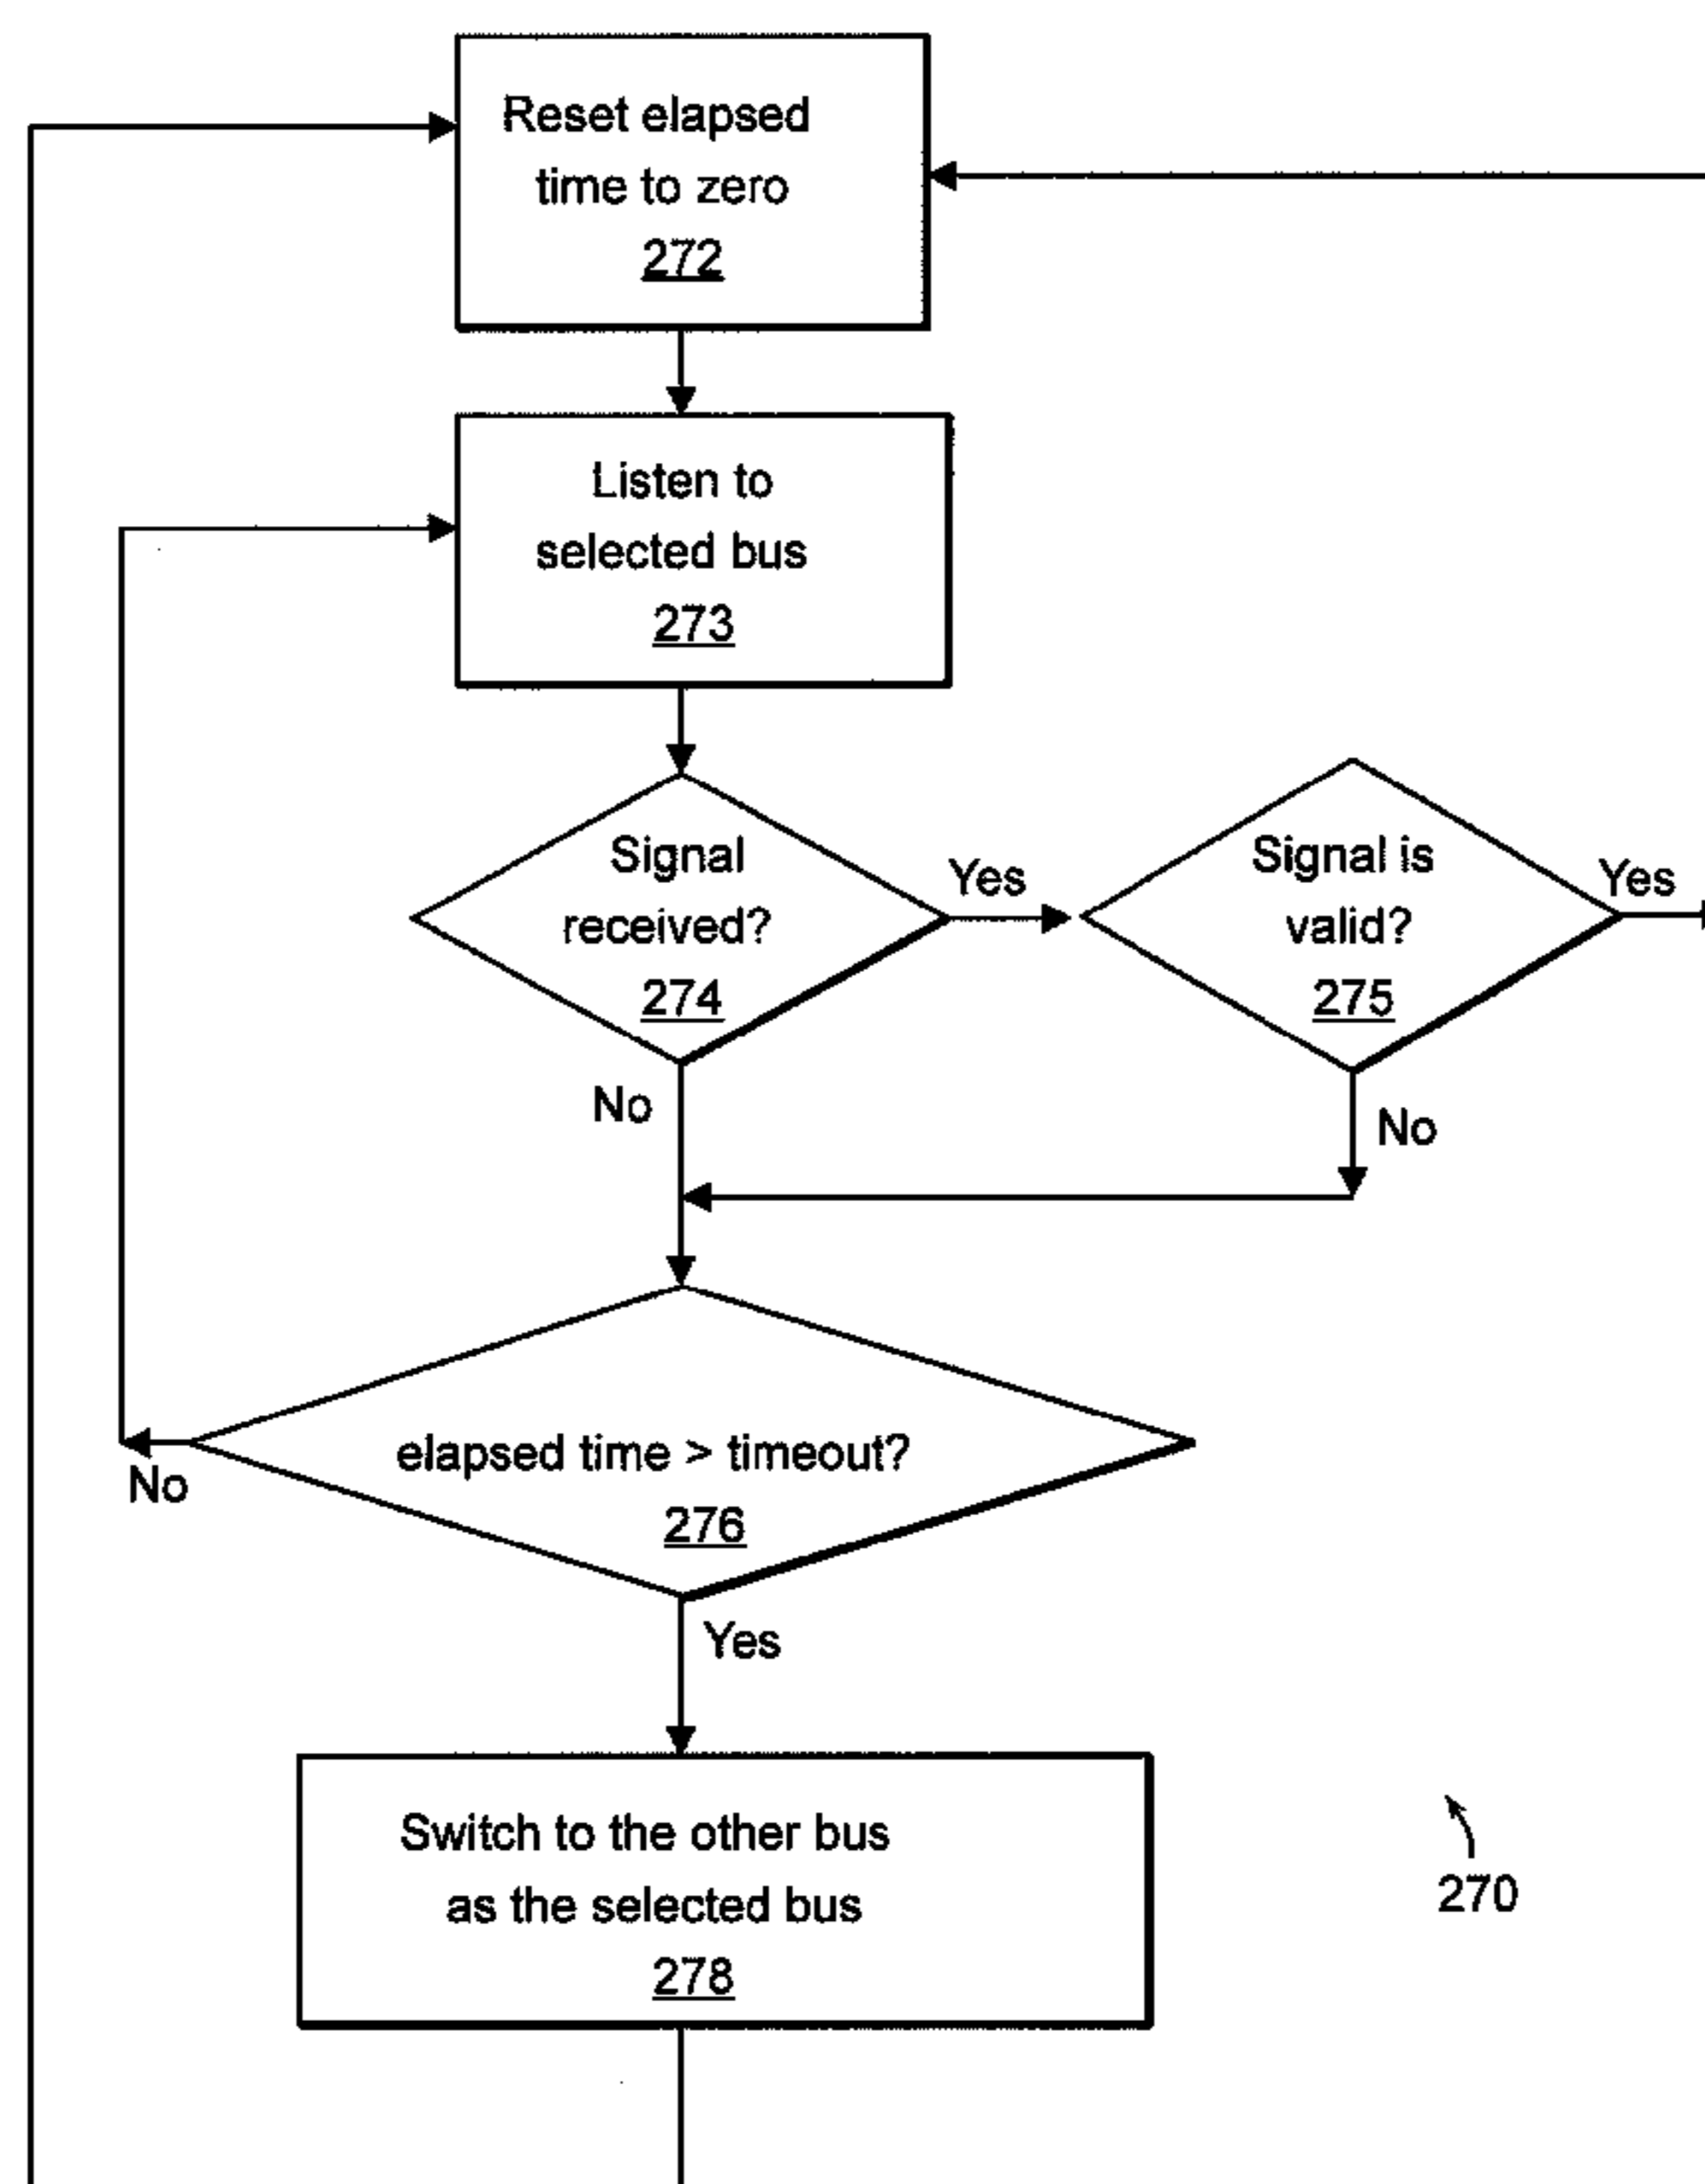 Reset elapsed
time to zero
272
Listen to
selected bus
273
Signal
received?
274
Yes
Signal is
valid?
275
Yes
No
No
elapsed time > timeout?
276
No
Yes
Switch to the other bus
as the selected bus
278
270